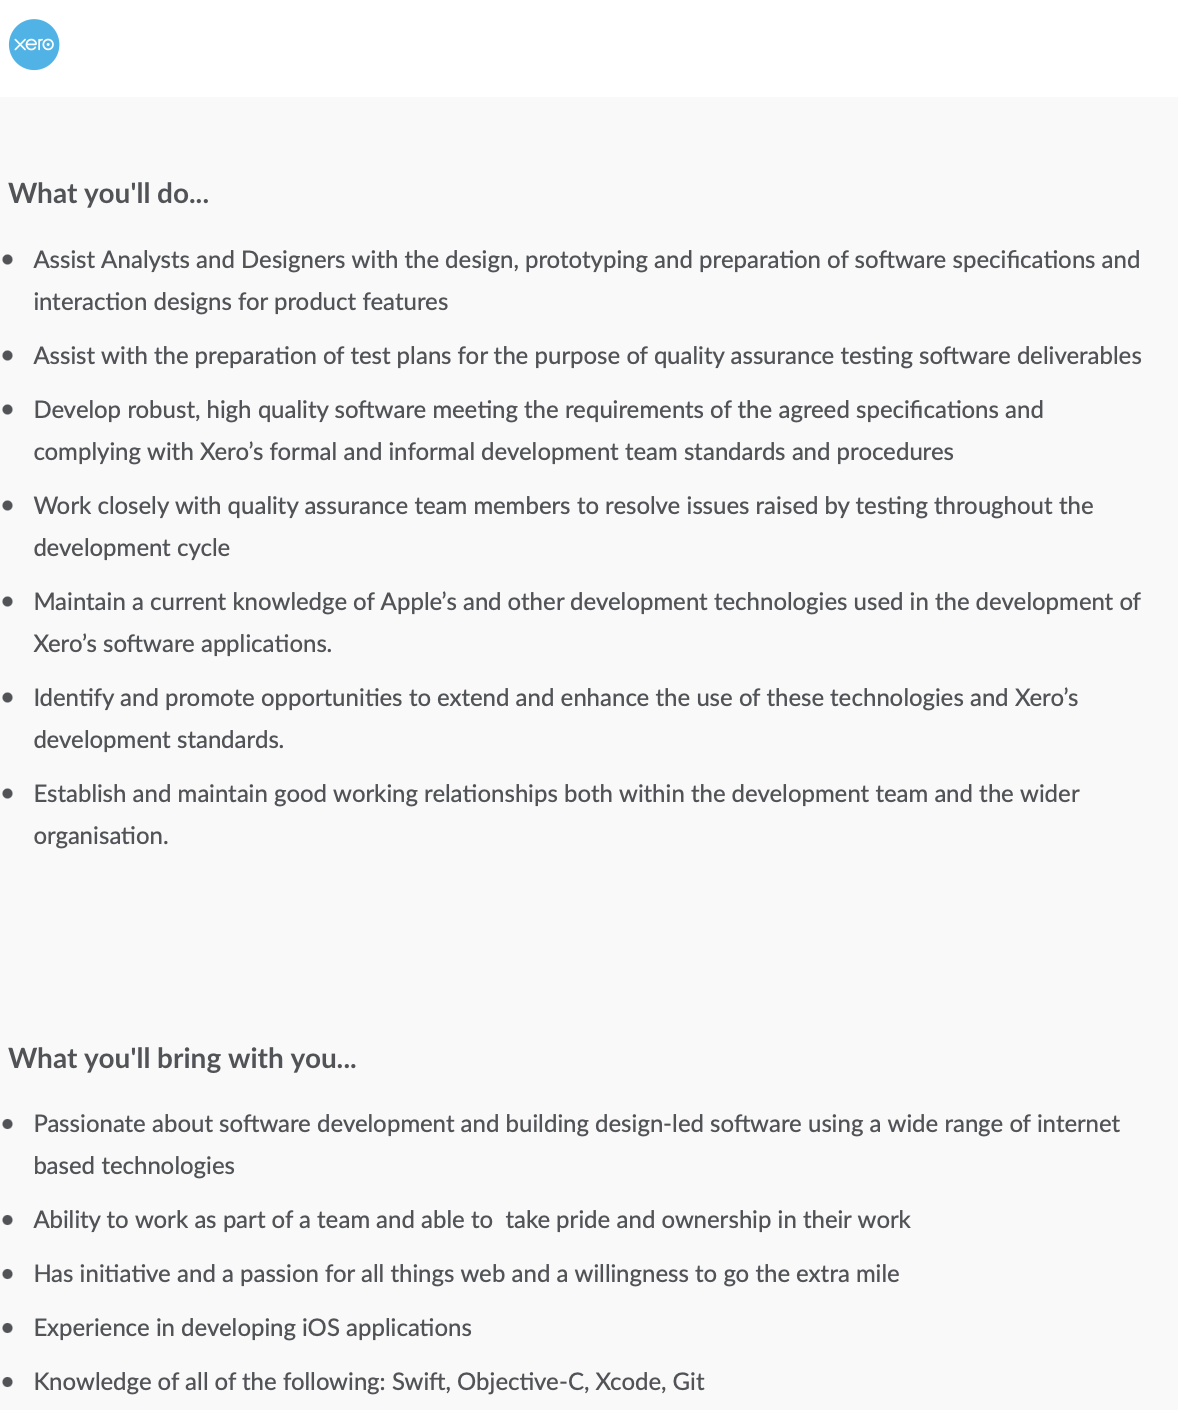 xero
What you'll do...
• Assist Analysts and Designers with the design, prototyping and preparation of software specifications and
interaction designs for product features
• Assist with the preparation of test plans for the purpose of quality assurance testing software deliverables
• Develop robust, high quality software meeting the requirements of the agreed specifications and
complying with Xero’s formal and informal development team standards and procedures
• Work closely with quality assurance team members to resolve issues raised by testing throughout the
development cycle
• Maintain a current knowledge of Apple’s and other development technologies used in the development of
Xero’s software applications.
• Identify and promote opportunities to extend and enhance the use of these technologies and Xero’s
development standards.
• Establish and maintain good working relationships both within the development team and the wider
organisation.
What you'll bring with you...
• Passionate about software development and building design-led software using a wide range of internet
based technologies
• Ability to work as part of a team and able to  take pride and ownership in their work
• Has initiative and a passion for all things web and a willingness to go the extra mile
• Experience in developing iOS applications
• Knowledge of all of the following: Swift, Objective-C, Xcode, Git